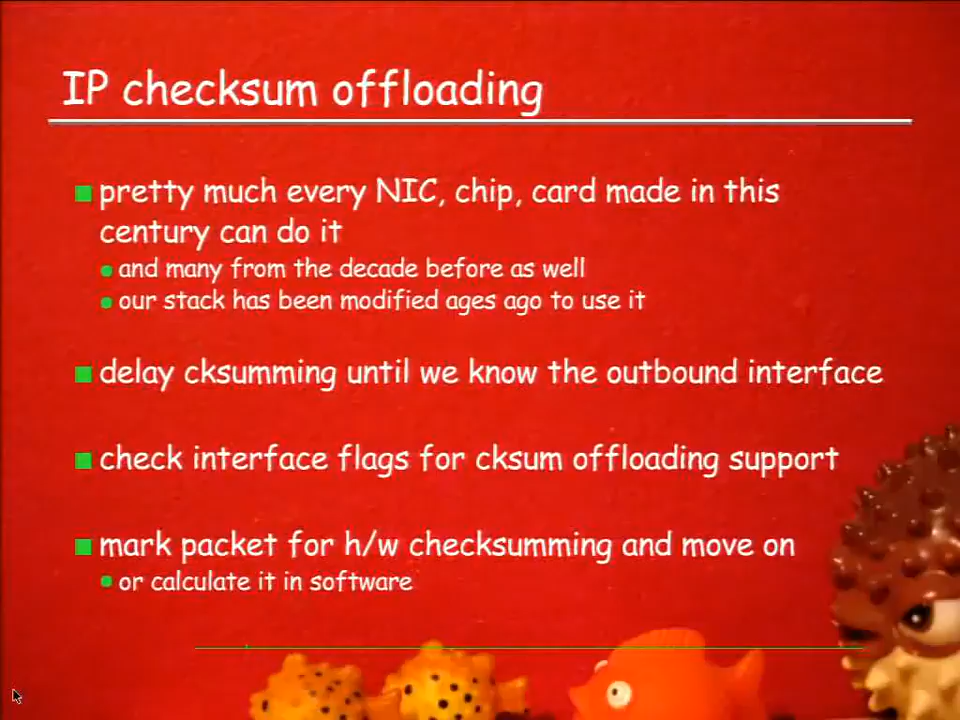 IP checksum offloading
pretty much every NIC, chip, card made in this
century can do it
and many from the decade before as well
our stack has been modified ages ago to use it
delay cksumming until we know the outbound interface
check interface flags for cksum offloading support
mark packet for h/w checksumming and move on
or calculate it in software